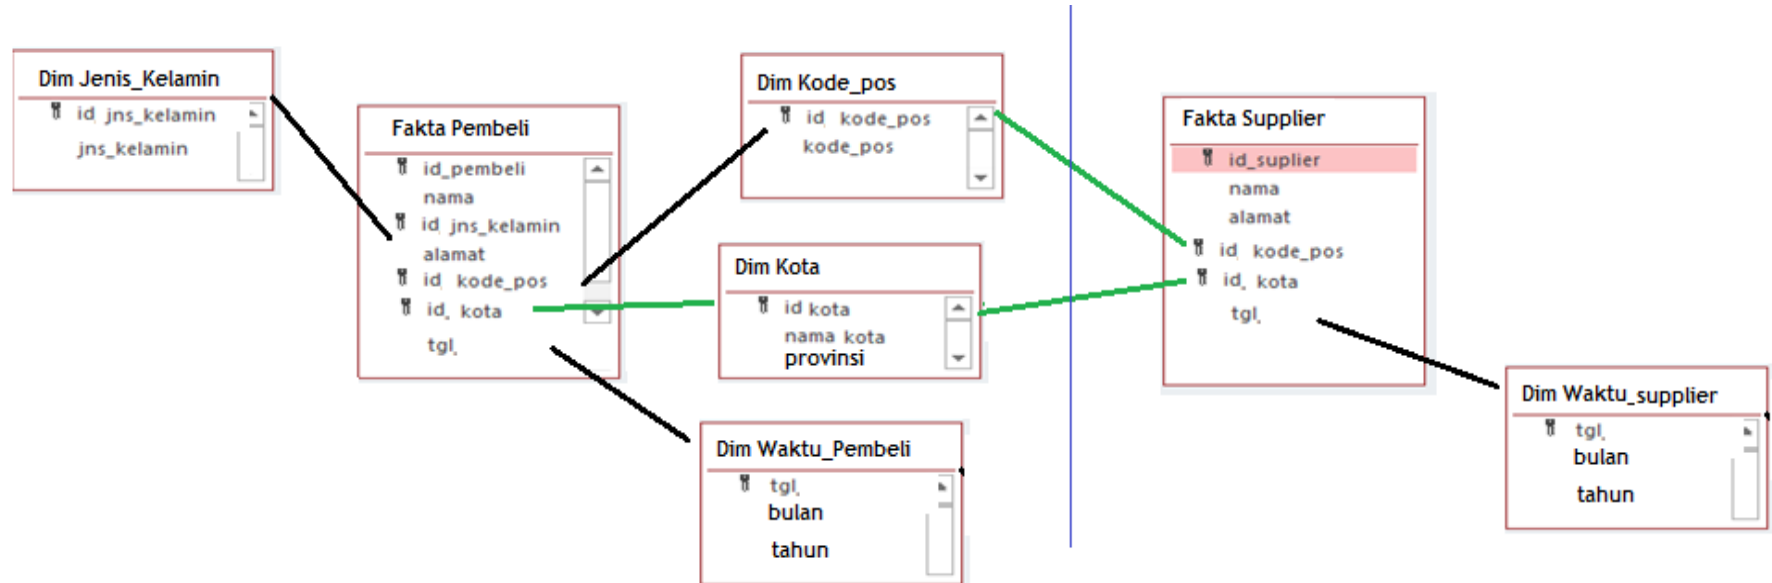 Dim Jenis_Kelamin
id jns_kelamin
jns_kelamin
Fakta Pembeli
id_pembeli
nama
id jns_kelamin
alamat
id kode_pos
id, kota
tgl,
Dim Kode_pos
id kode_pos
kode_pos
Dim Kota
id kota
nama kota
provinsi
Dim Waktu_Pembeli
tgl,
bulan
tahun
Fakta Supplier
id_suplier
nama
alamat
id kode_pos
id, kota
tgl,
Dim Waktu_supplier
tgl,
bulan
tahun